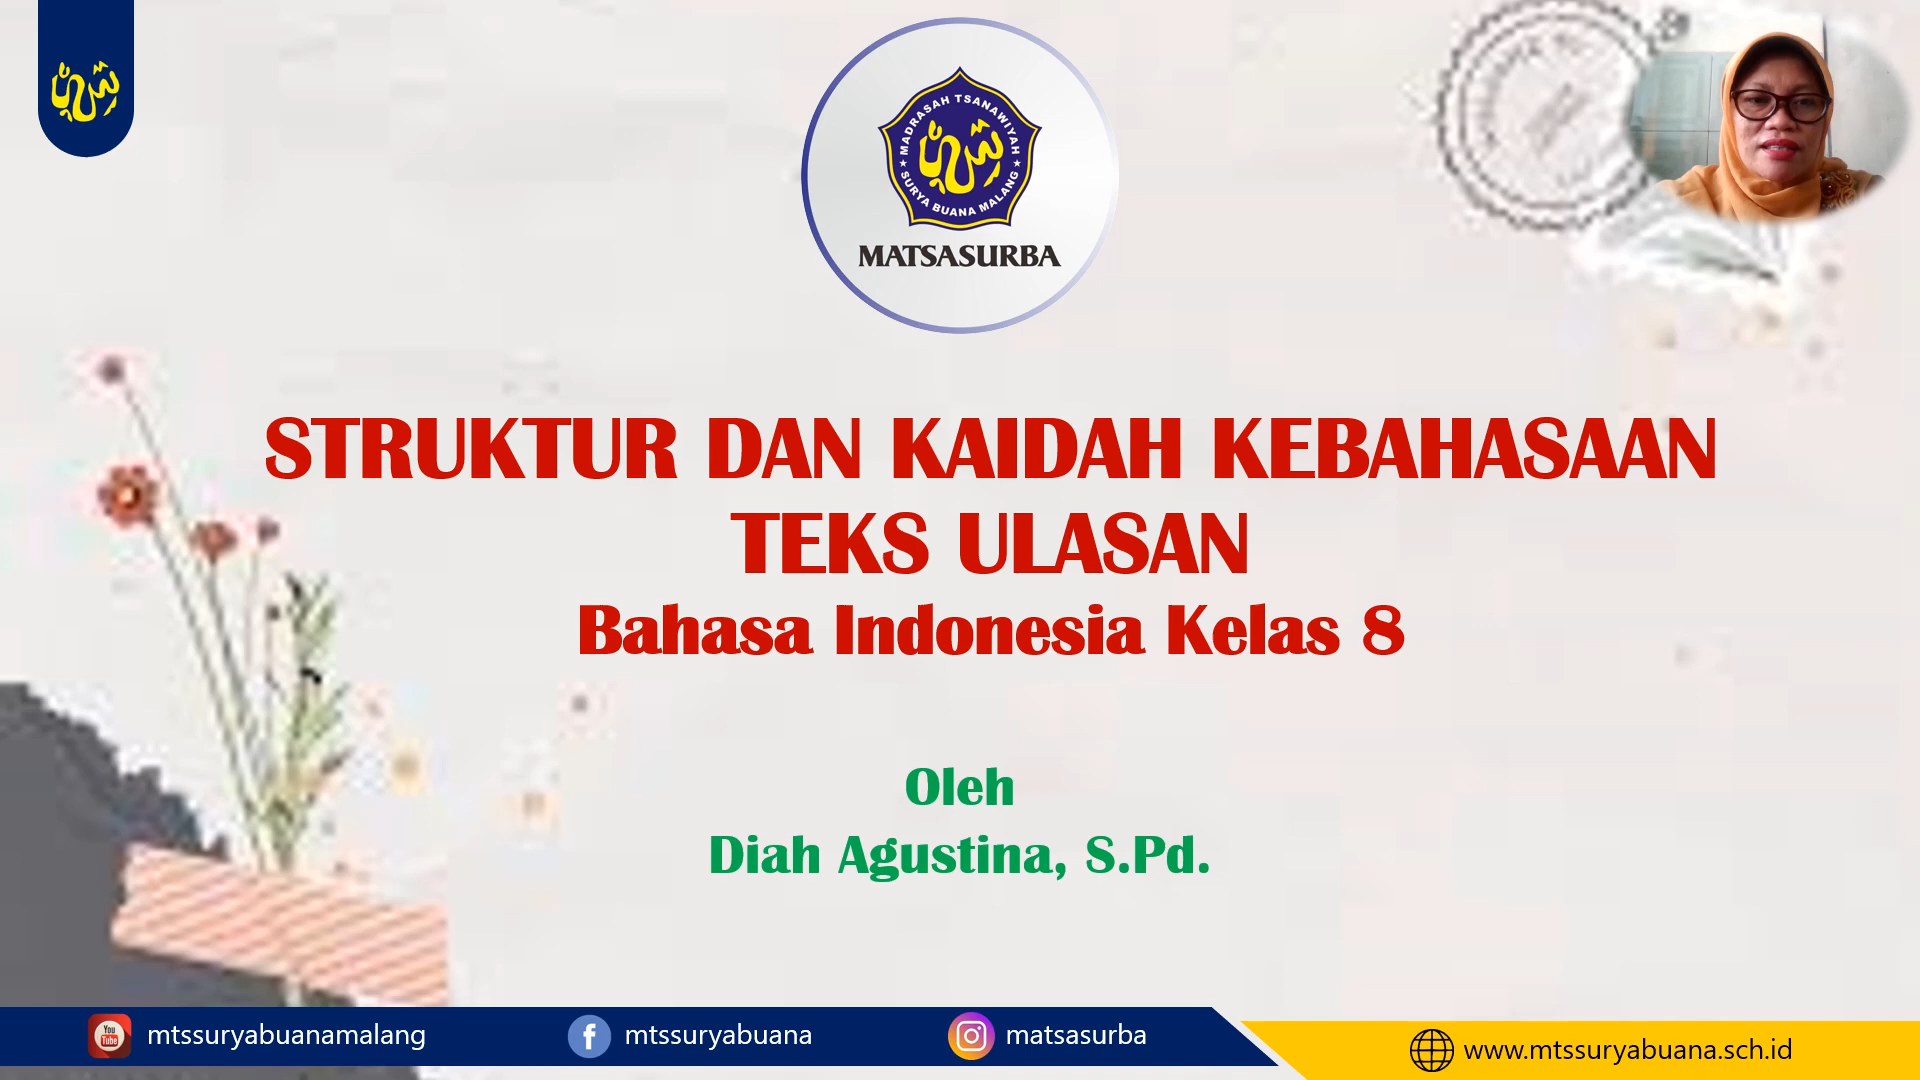 MADRASAH TSANAWIYAH
SURYA BUANA MALANG
MATSASURBA
STRUKTUR DAN KAIDAH KEBAHASAAN
TEKS ULASAN
Bahasa Indonesia Kelas 8
Oleh
Diah Agustina, S.Pd.
You
Tube
mtssuryabuanamalang
mtssuryabuana
matsasurba
www.mtssuryabuana.sch.id